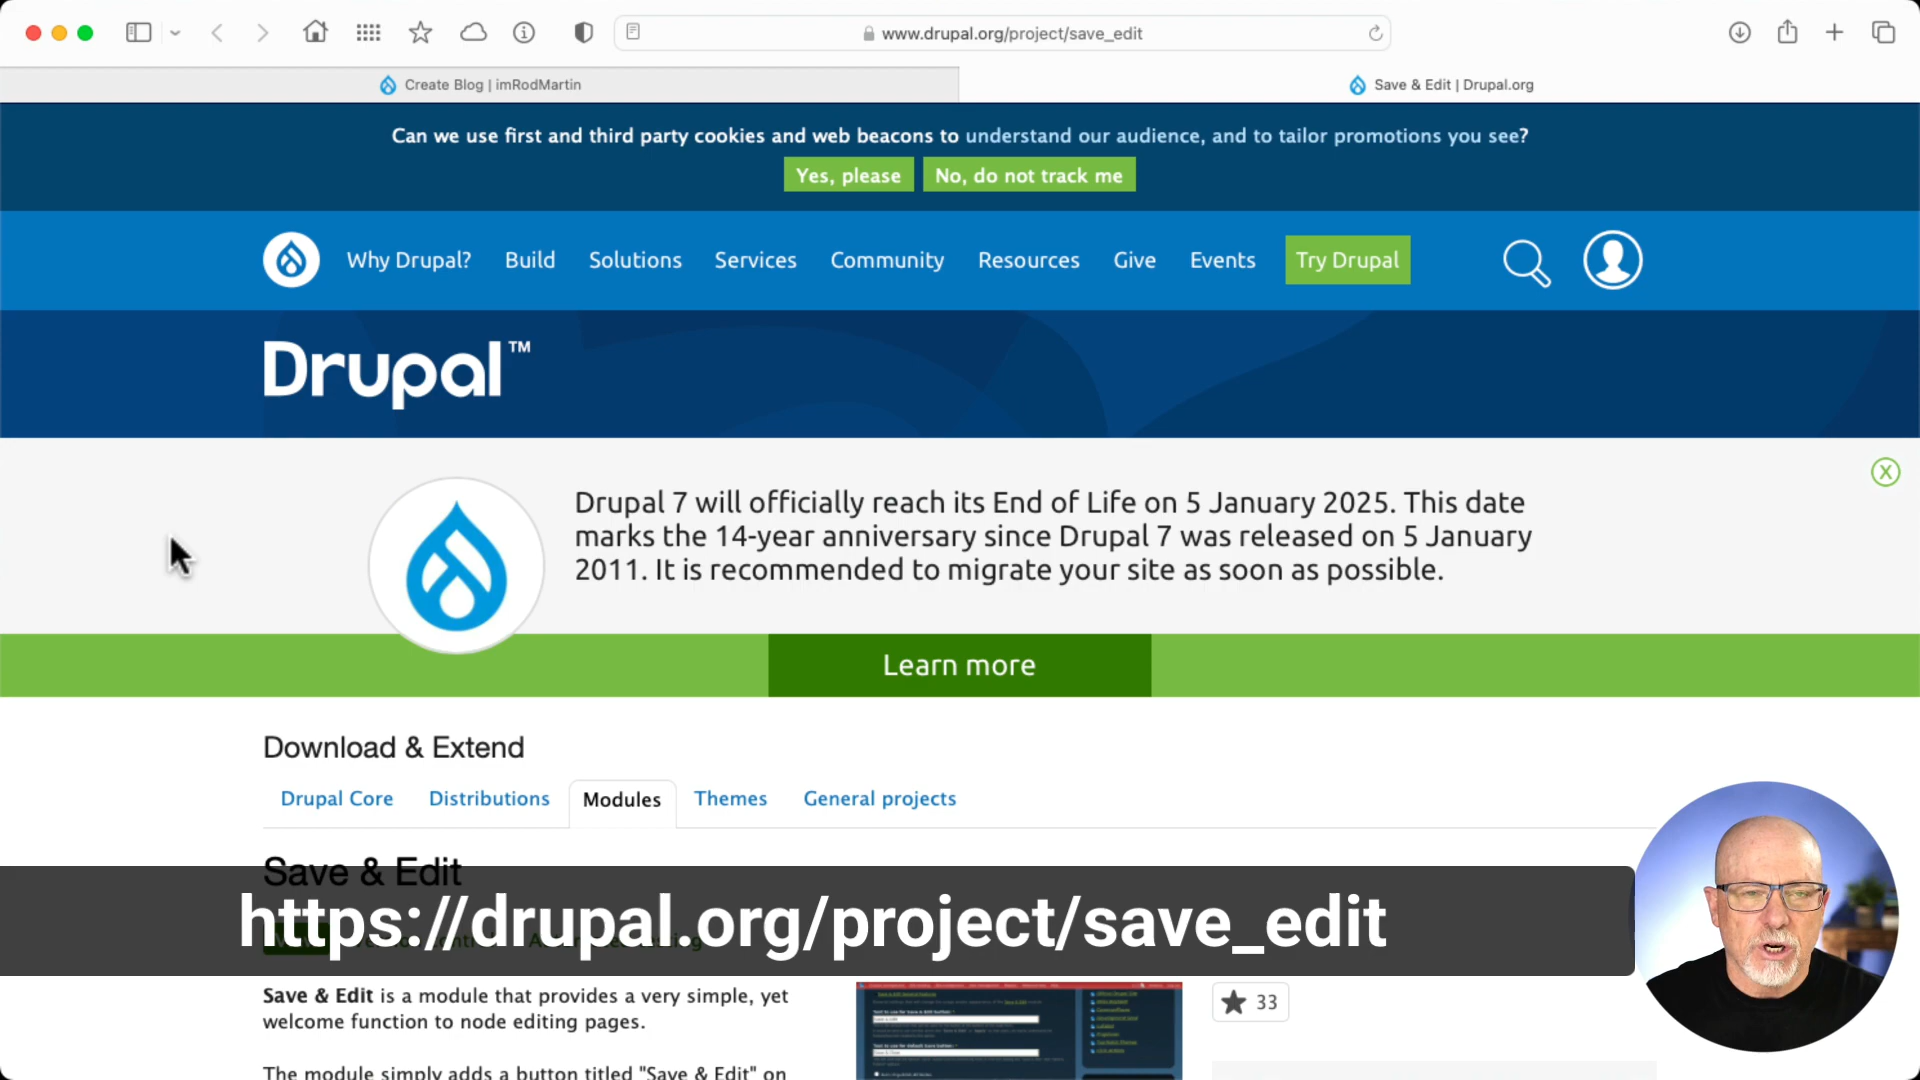 www.drupal.org/project/save_edit
Create Blog | imRodMartin
Save & Edit | Drupal.org
Can we use first and third party cookies and web beacons to understand our audience, and to tailor promotions you see?
Yes, please
No, do not track me
Why Drupal?
Build
Solutions
Services
Community
Resources
Give
Events
Try Drupal
Drupal™
Drupal 7 will officially reach its End of Life on 5 January 2025. This date
marks the 14-year anniversary since Drupal 7 was released on 5 January
2011. It is recommended to migrate your site as soon as possible.
Learn more
Download & Extend
Drupal Core
Distributions
Modules
Themes
General projects
Save & Edit
https://drupal.org/project/save_edit
Save & Edit is a module that provides a very simple, yet
welcome function to node editing pages.
33
The module simply adds a button titled "Save & Edit" on